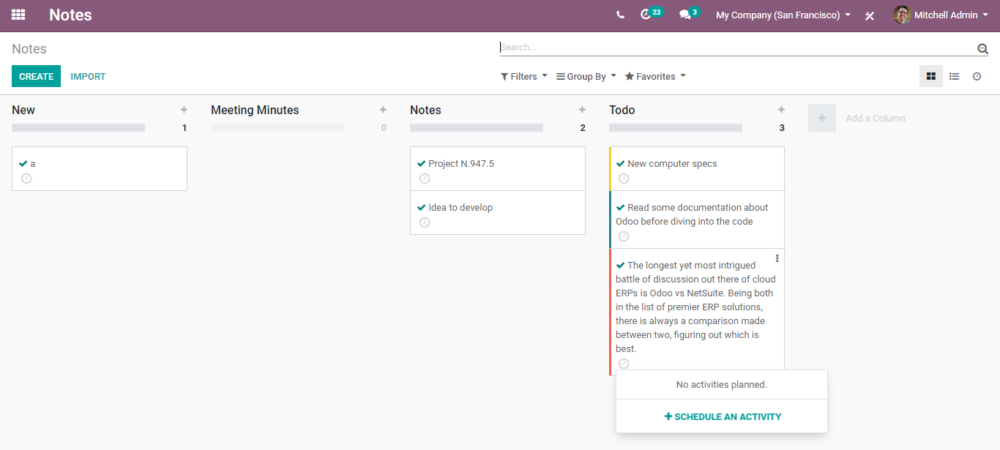 Notes
23
3
My Company (San Francisco)
Mitchell Admin
Notes
Search...
CREATE
IMPORT
Filters
Group By
Favorites
New
1
Meeting Minutes
0
Notes
2
Todo
3
Add a Column
a
Project N.947.5
Idea to develop
New computer specs
Read some documentation about
Odoo before diving into the code
The longest yet most intrigued
battle of discussion out there of cloud
ERPs is Odoo vs NetSuite. Being both
in the list of premier ERP solutions,
there is always a comparison made
between two, figuring out which is
best.
No activities planned.
SCHEDULE AN ACTIVITY